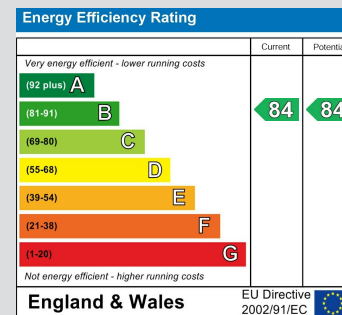 Energy Efficiency Rating
Current Potentia
Very energy efficient - lower running costs
(92 plus) A
(81-91) B 84 84
(69-80) C
(55-68) D
(39-54) E
(21-38) F
(1-20) G
Not energy efficient - higher running costs
England & Wales
EU Directive
2002/91/EC